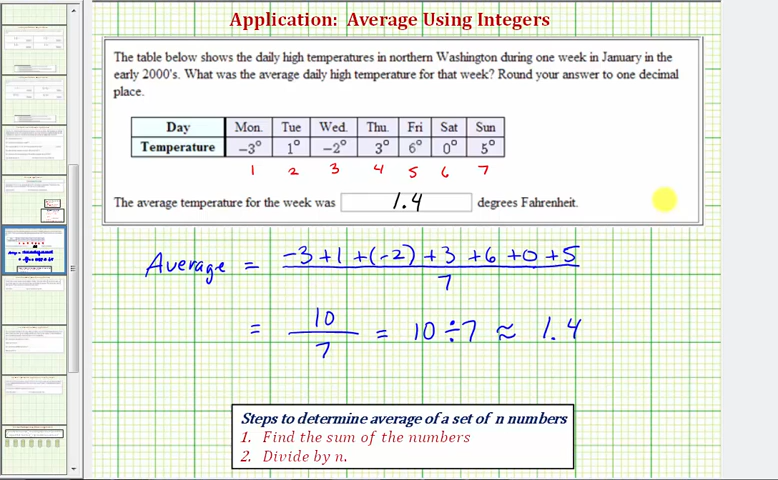 Application: Average Using Integers
The table below shows the daily high temperatures in northern Washington during one week in January in the
early 2000's. What was the average daily high temperature for that week? Round your answer to one decimal
place.
Day Mon. Tue Wed. Thu. Fri Sat Sun
Temperature −3° 1° −2° 3° 6° 0° 5°
1 2 3 4 5 6 7
The average temperature for the week was 1.4 degrees Fahrenheit.
Average = -3+1+(-2)+3+6+0+5
7
= 10/7 = 10÷7 ≈ 1.4
Steps to determine average of a set of n numbers
1. Find the sum of the numbers
2. Divide by n.